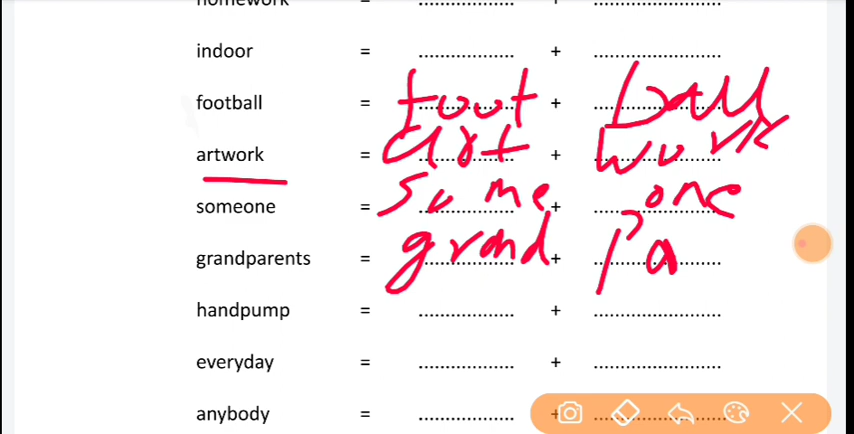 homework = .................. + ........................
indoor = .................. + ........................
football = foot + ball
artwork = art + work
someone = some + one
grandparents = grand + Pa
handpump = .................. + ........................
everyday = .................. + ........................
anybody = .................. + ........................